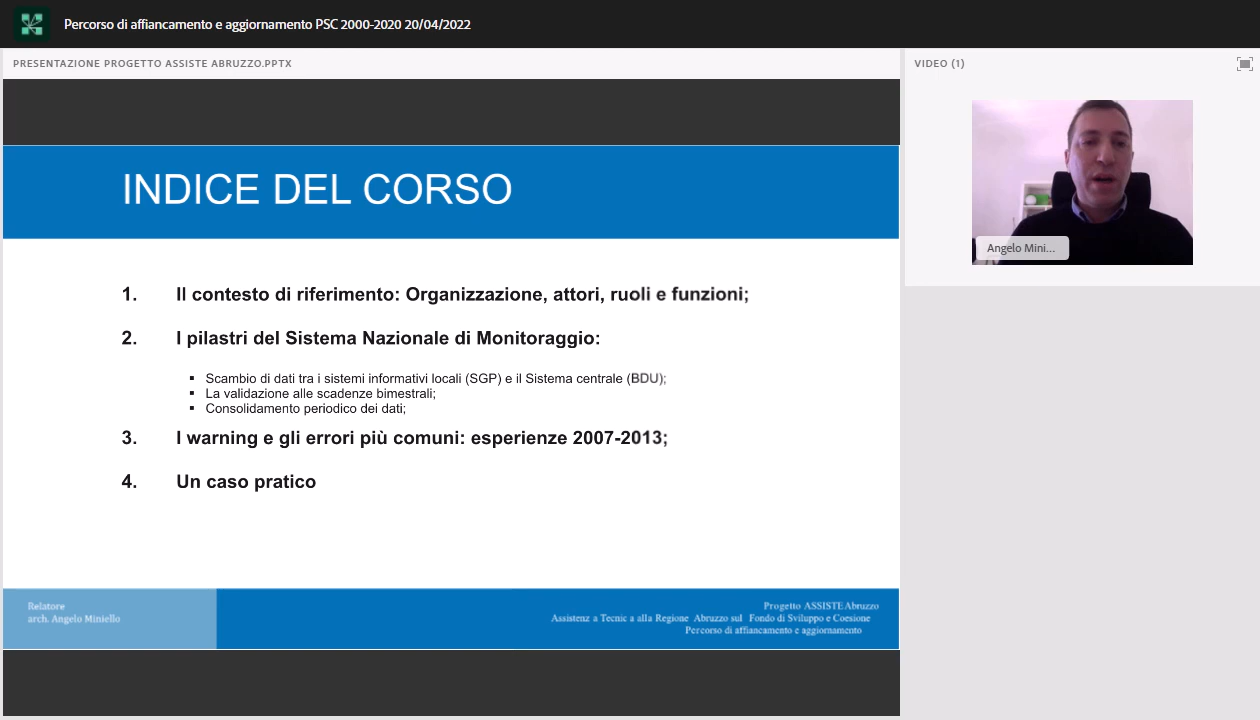 Percorso di affiancamento e aggiornamento PSC 2000-2020 20/04/2022
PRESENTAZIONE PROGETTO ASSISTE ABRUZZO.PPTX
VIDEO (1)
INDICE DEL CORSO
1. Il contesto di riferimento: Organizzazione, attori, ruoli e funzioni;
2. I pilastri del Sistema Nazionale di Monitoraggio:
▪ Scambio di dati tra i sistemi informativi locali (SGP) e il Sistema centrale (BDU);
▪ La validazione alle scadenze bimestrali;
▪ Consolidamento periodico dei dati;
3. I warning e gli errori più comuni: esperienze 2007-2013;
4. Un caso pratico
Angelo Mini...
Relatore
arch. Angelo Miniello
Progetto ASSISTE Abruzzo
Assistenz a Tecnic a alla Regione Abruzzo sul Fondo di Sviluppo e Coesione
Percorso di affiancamento e aggiornamento